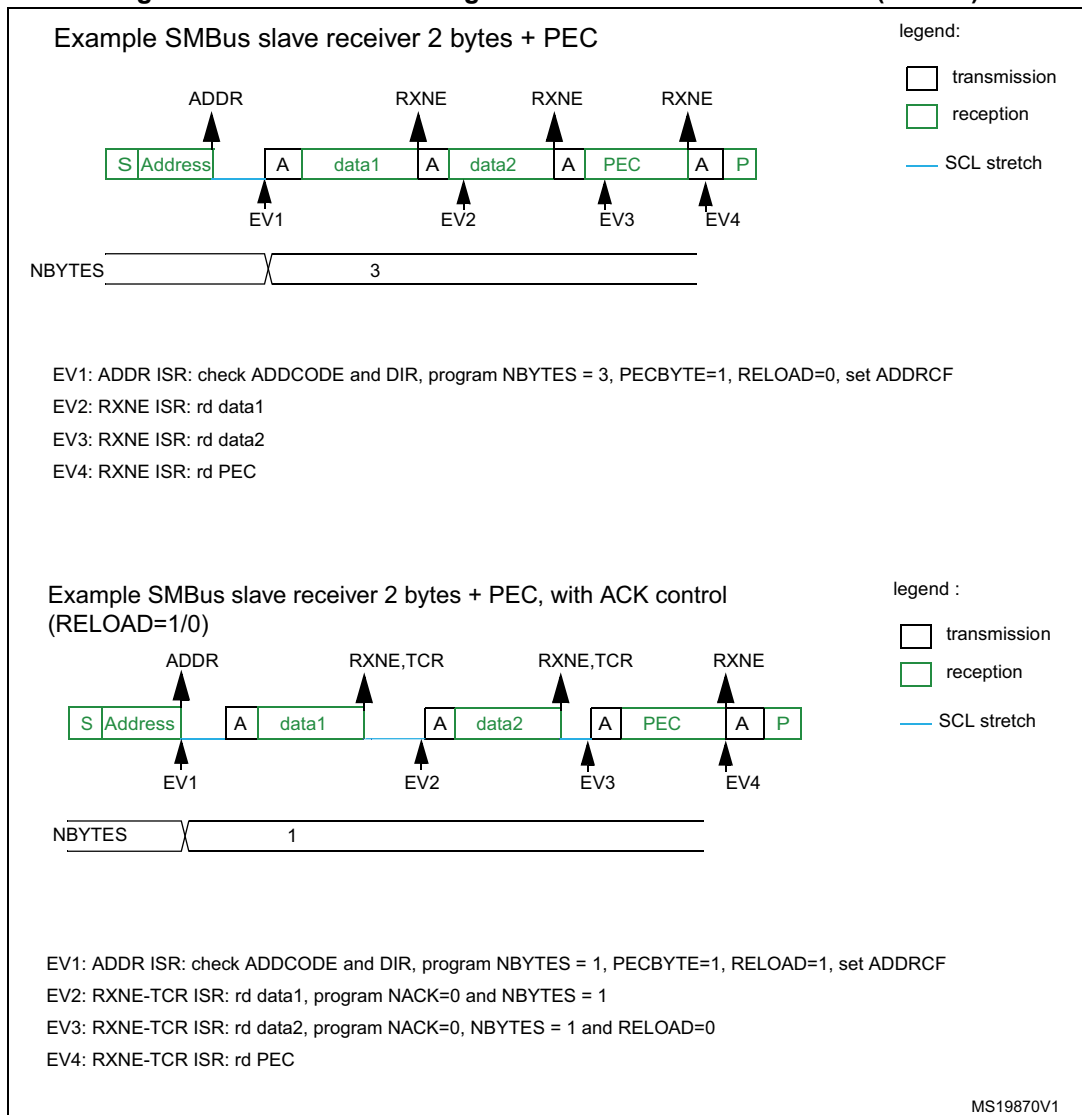 Example SMBus slave receiver 2 bytes + PEC
legend:
transmission
reception
SCL stretch
ADDR RXNE RXNE RXNE
S Address A data1 A data2 A PEC A P
EV1 EV2 EV3 EV4
NBYTES 3
EV1: ADDR ISR: check ADDCODE and DIR, program NBYTES = 3, PECBYTE=1, RELOAD=0, set ADDRCF
EV2: RXNE ISR: rd data1
EV3: RXNE ISR: rd data2
EV4: RXNE ISR: rd PEC
Example SMBus slave receiver 2 bytes + PEC, with ACK control
(RELOAD=1/0)
legend :
transmission
reception
SCL stretch
ADDR RXNE,TCR RXNE,TCR RXNE
S Address A data1 A data2 A PEC A P
EV1 EV2 EV3 EV4
NBYTES 1
EV1: ADDR ISR: check ADDCODE and DIR, program NBYTES = 1, PECBYTE=1, RELOAD=1, set ADDRCF
EV2: RXNE-TCR ISR: rd data1, program NACK=0 and NBYTES = 1
EV3: RXNE-TCR ISR: rd data2, program NACK=0, NBYTES = 1 and RELOAD=0
EV4: RXNE-TCR ISR: rd PEC
MS19870V1